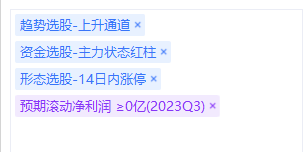 趋势选股-上升通道 ×
资金选股-主力状态红柱 ×
形态选股-14日内涨停 ×
预期滚动净利润 ≥0亿(2023Q3) ×